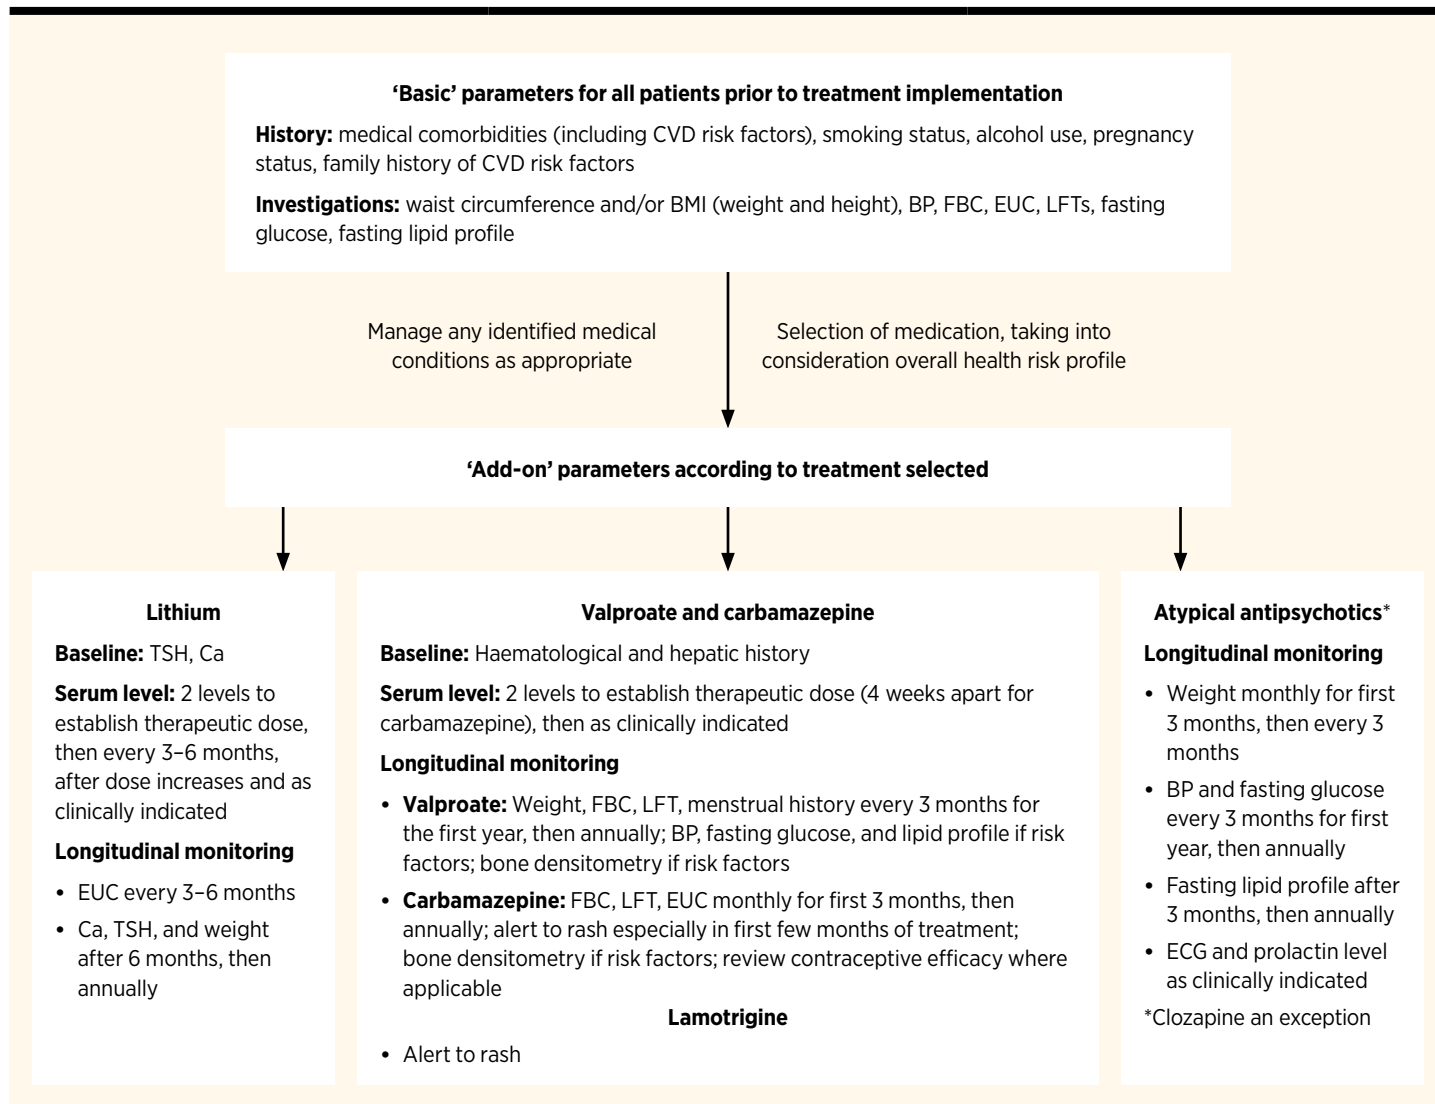 ‘Basic’ parameters for all patients prior to treatment implementation
History: medical comorbidities (including CVD risk factors), smoking status, alcohol use, pregnancy
status, family history of CVD risk factors
Investigations: waist circumference and/or BMI (weight and height), BP, FBC, EUC, LFTs, fasting
glucose, fasting lipid profile
Manage any identified medical
conditions as appropriate
Selection of medication, taking into
consideration overall health risk profile
‘Add-on’ parameters according to treatment selected
Lithium
Baseline: TSH, Ca
Serum level: 2 levels to
establish therapeutic dose,
then every 3–6 months,
after dose increases and as
clinically indicated
Longitudinal monitoring
• EUC every 3–6 months
• Ca, TSH, and weight
after 6 months, then
annually
Valproate and carbamazepine
Baseline: Haematological and hepatic history
Serum level: 2 levels to establish therapeutic dose (4 weeks apart for
carbamazepine), then as clinically indicated
Longitudinal monitoring
• Valproate: Weight, FBC, LFT, menstrual history every 3 months for
the first year, then annually; BP, fasting glucose, and lipid profile if risk
factors; bone densitometry if risk factors
• Carbamazepine: FBC, LFT, EUC monthly for first 3 months, then
annually; alert to rash especially in first few months of treatment;
bone densitometry if risk factors; review contraceptive efficacy where
applicable
Lamotrigine
• Alert to rash
Atypical antipsychotics*
Longitudinal monitoring
• Weight monthly for first
3 months, then every 3
months
• BP and fasting glucose
every 3 months for first
year, then annually
• Fasting lipid profile after
3 months, then annually
• ECG and prolactin level
as clinically indicated
*Clozapine an exception